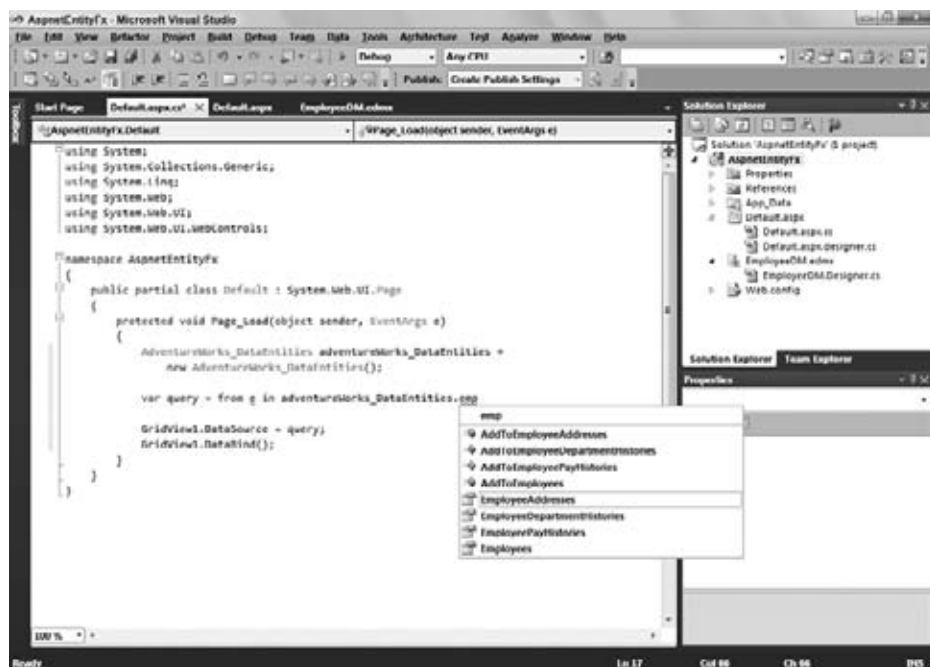 AspnetEntityFx - Microsoft Visual Studio
File Edit View Refactor Project Build Debug Team Data Tools Architecture Test Analyze Window Help
Debug Any CPU
Publish: Create Publish Settings
Toolbox
Start Page Default.aspx.cs* Default.aspx EmployeeDM.edmx
AspnetEntityFx.Default Page_Load(object sender, EventArgs e)
using System;
using System.Collections.Generic;
using System.Linq;
using System.Web;
using System.Web.UI;
using System.Web.UI.WebControls;
namespace AspnetEntityFx
{
public partial class Default : System.Web.UI.Page
{
protected void Page_Load(object sender, EventArgs e)
{
AdventureWorks_DataEntities adventureWorks_DataEntities =
new AdventureWorks_DataEntities();
var query = from e in adventureWorks_DataEntities.emp
GridView1.DataSource = query;
GridView1.DataBind();
}
}
}
emp
AddToEmployeeAddresses
AddToEmployeeDepartmentHistories
AddToEmployeePayHistories
AddToEmployees
EmployeeAddresses
EmployeeDepartmentHistories
EmployeePayHistories
Employees
Solution Explorer
Solution 'AspnetEntityFx' (1 project)
AspnetEntityFx
Properties
References
App_Data
Default.aspx
Default.aspx.cs
Default.aspx.designer.cs
EmployeeDM.edmx
EmployeeDM.Designer.cs
Web.config
Solution Explorer Team Explorer
Properties
100 %
Ready Ln 17 Col 66 Ch 66 INS